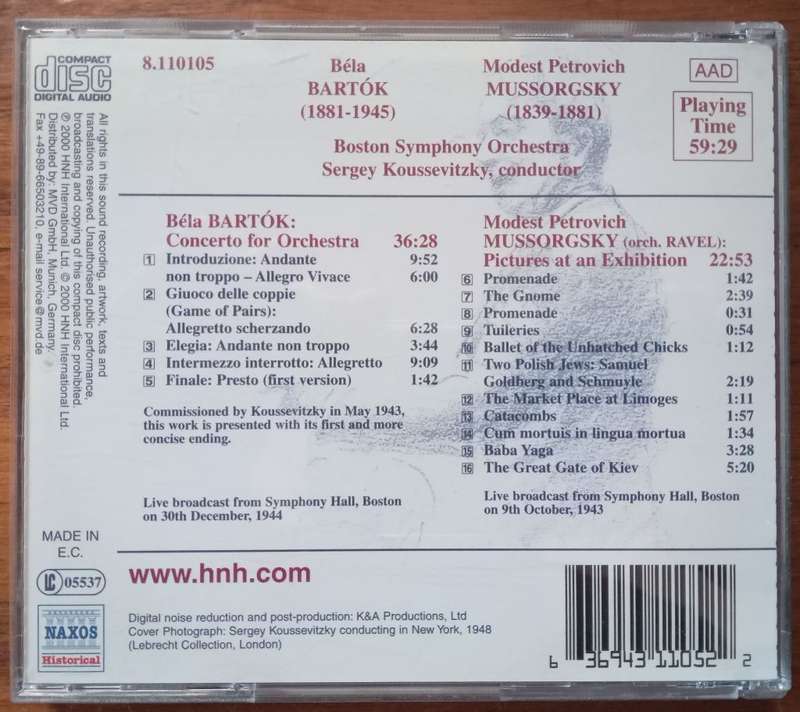 COMPACT
disc
DIGITAL AUDIO
8.110105
Béla
BARTÓK
(1881-1945)
Modest Petrovich
MUSSORGSKY
(1839-1881)
AAD
Playing
Time
59:29
Boston Symphony Orchestra
Sergey Koussevitzky, conductor
All rights in this sound recording, artwork, texts and
translations reserved. Unauthorised public performance,
broadcasting and copying of this compact disc prohibited.
℗ 2000 HNH International Ltd. © 2000 HNH International Ltd.
Distributed by: MVD GmbH, Munich, Germany.
Fax +49-89-66503210, e-mail service@mvd.de
Béla BARTÓK:
Concerto for Orchestra 36:28
1 Introduzione: Andante 9:52
non troppo – Allegro Vivace 6:00
2 Giuoco delle coppie
(Game of Pairs):
Allegretto scherzando 6:28
3 Elegia: Andante non troppo 3:44
4 Intermezzo interrotto: Allegretto 9:09
5 Finale: Presto (first version) 1:42
Commissioned by Koussevitzky in May 1943,
this work is presented with its first and more
concise ending.
Live broadcast from Symphony Hall, Boston
on 30th December, 1944
Modest Petrovich
MUSSORGSKY (orch. RAVEL):
Pictures at an Exhibition 22:53
6 Promenade 1:42
7 The Gnome 2:39
8 Promenade 0:31
9 Tuileries 0:54
10 Ballet of the Unhatched Chicks 1:12
11 Two Polish Jews: Samuel
Goldberg and Schmuyle 2:19
12 The Market Place at Limoges 1:11
13 Catacombs 1:57
14 Cum mortuis in lingua mortua 1:34
15 Baba Yaga 3:28
16 The Great Gate of Kiev 5:20
Live broadcast from Symphony Hall, Boston
on 9th October, 1943
MADE IN
E.C.
LC 05537
NAXOS
Historical
www.hnh.com
Digital noise reduction and post-production: K&A Productions, Ltd
Cover Photograph: Sergey Koussevitzky conducting in New York, 1948
(Lebrecht Collection, London)
6 36943 11052 2